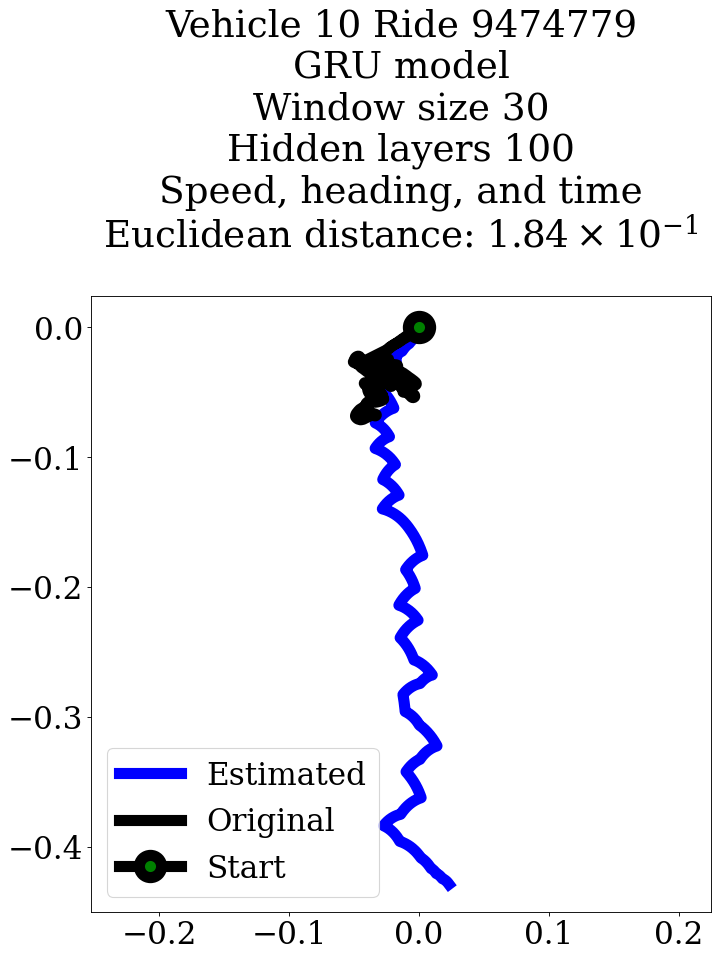 Vehicle 10 Ride 9474779
GRU model
Window size 30
Hidden layers 100
Speed, heading, and time
Euclidean distance: 1.84 × 10⁻¹
0.0
−0.1
−0.2
−0.3
−0.4
Estimated
Original
Start
−0.2 −0.1 0.0 0.1 0.2